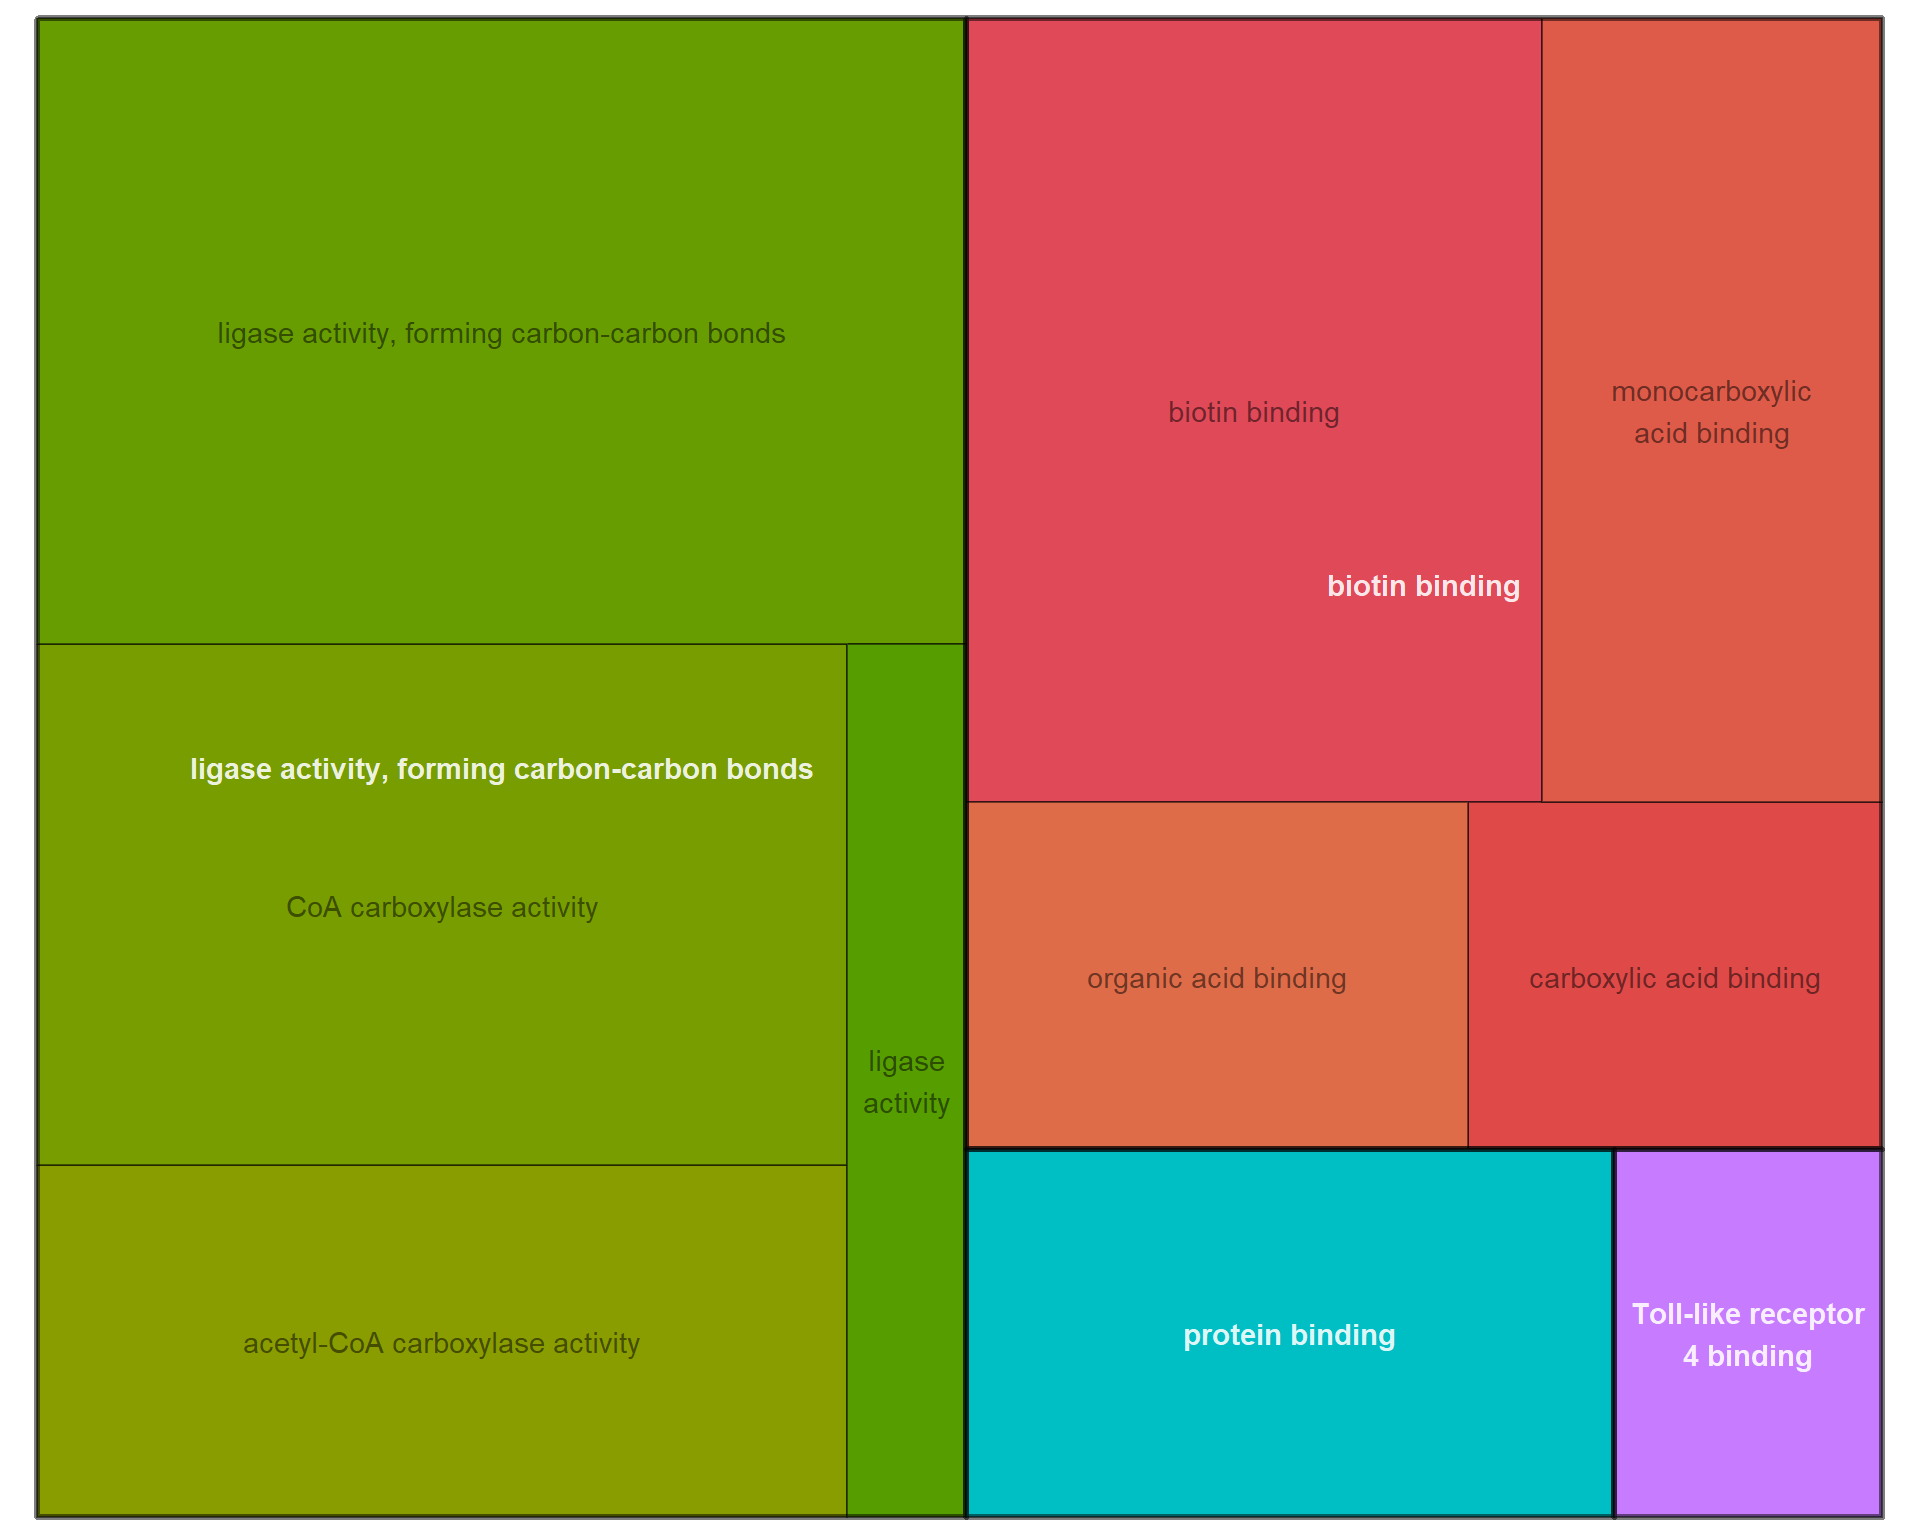 ligase activity, forming carbon-carbon bonds
ligase activity, forming carbon-carbon bonds
CoA carboxylase activity
ligase
activity
acetyl-CoA carboxylase activity
biotin binding
biotin binding
monocarboxylic
acid binding
organic acid binding
carboxylic acid binding
protein binding
Toll-like receptor
4 binding